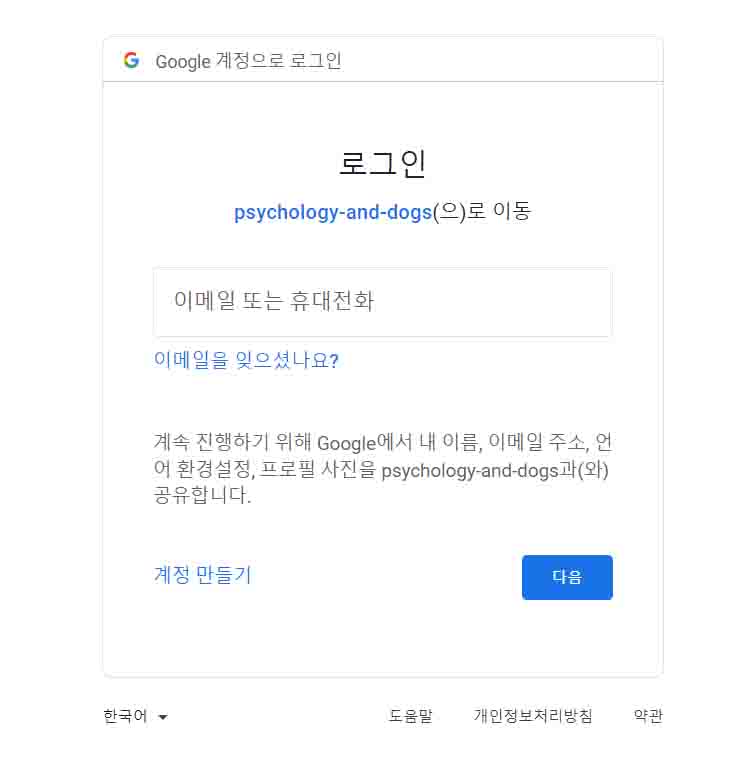 Google 계정으로 로그인
로그인
psychology-and-dogs(으)로 이동
이메일 또는 휴대전화
이메일을 잊으셨나요?
계속 진행하기 위해 Google에서 내 이름, 이메일 주소, 언
어 환경설정, 프로필 사진을 psychology-and-dogs과(와)
공유합니다.
계정 만들기
다음
한국어
도움말
개인정보처리방침
약관